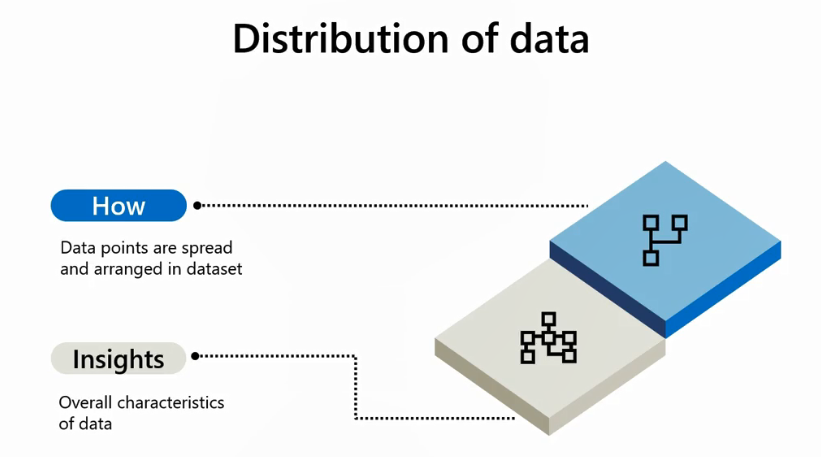 Distribution of data
How
Data points are spread
and arranged in dataset
Insights
Overall characteristics
of data